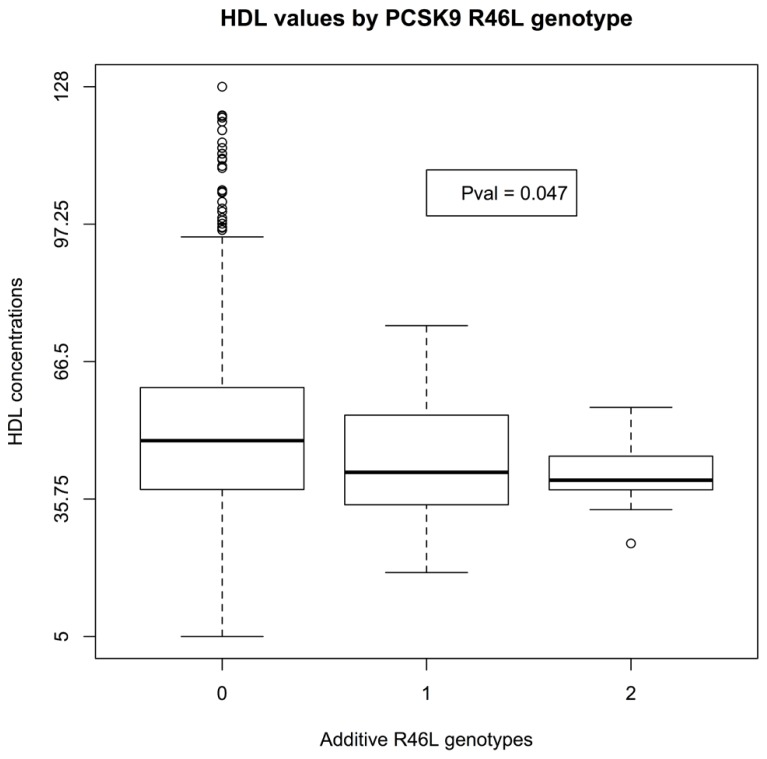 HDL values by PCSK9 R46L genotype
128
97.25
66.5
35.75
5
HDL concentrations
Pval = 0.047
0 1 2
Additive R46L genotypes